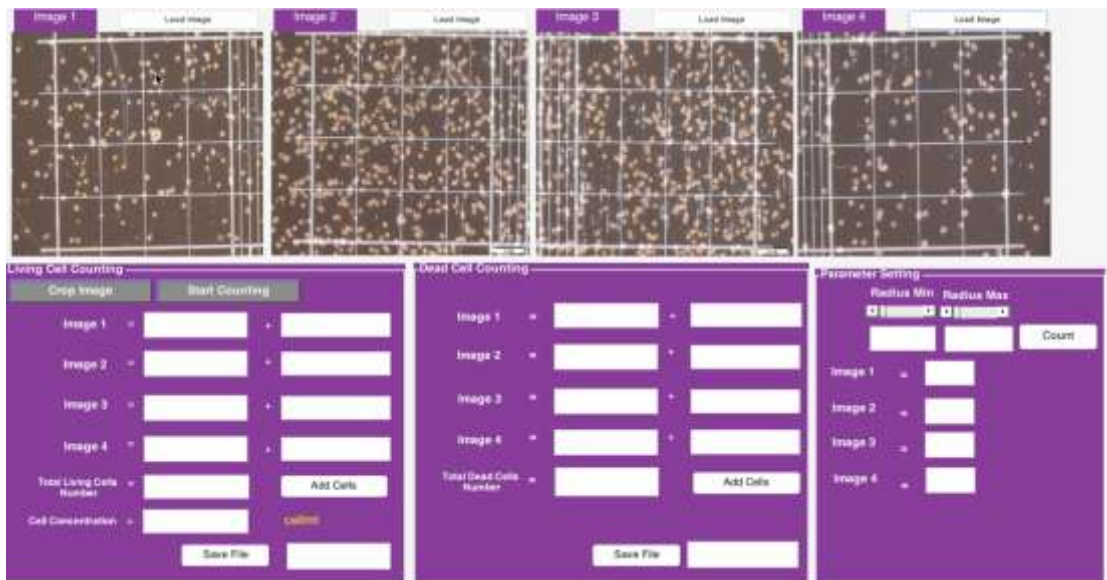 Image 1 Load Image Image 2 Load Image Image 3 Load Image Image 4 Load Image
Living Cell Counting
Crop Image Start Counting
Image 1 = +
Image 2 = +
Image 3 = +
Image 4 = +
Total Living Cells
Number =
Add Cells
Cell Concentration =
cell/ml
Save File
Dead Cell Counting
Image 1 = +
Image 2 = +
Image 3 = +
Image 4 = +
Total Dead Cells
Number =
Add Cells
Save File
Parameter Setting
Radius Min Radius Max
Count
Image 1 =
Image 2 =
Image 3 =
Image 4 =